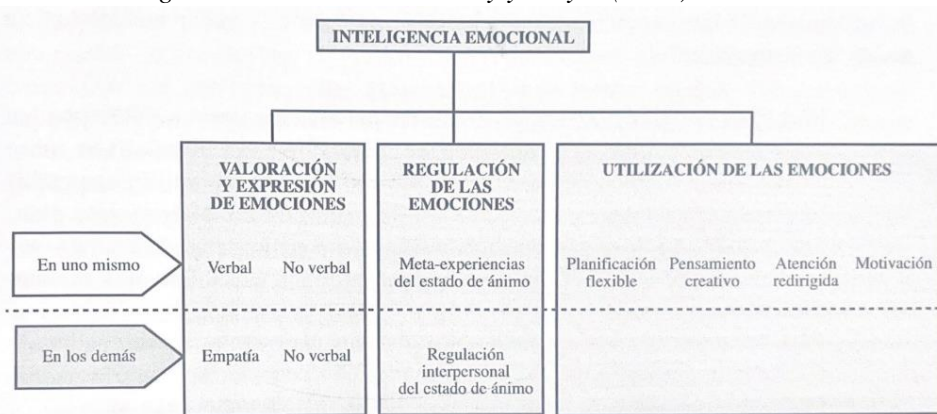 INTELIGENCIA EMOCIONAL
VALORACIÓN
Y EXPRESIÓN
DE EMOCIONES
REGULACIÓN
DE LAS
EMOCIONES
UTILIZACIÓN DE LAS EMOCIONES
En uno mismo
Verbal
No verbal
Meta-experiencias
del estado de ánimo
Planificación
flexible
Pensamiento
creativo
Atención
redirigida
Motivación
En los demás
Empatía
No verbal
Regulación
interpersonal
del estado de ánimo